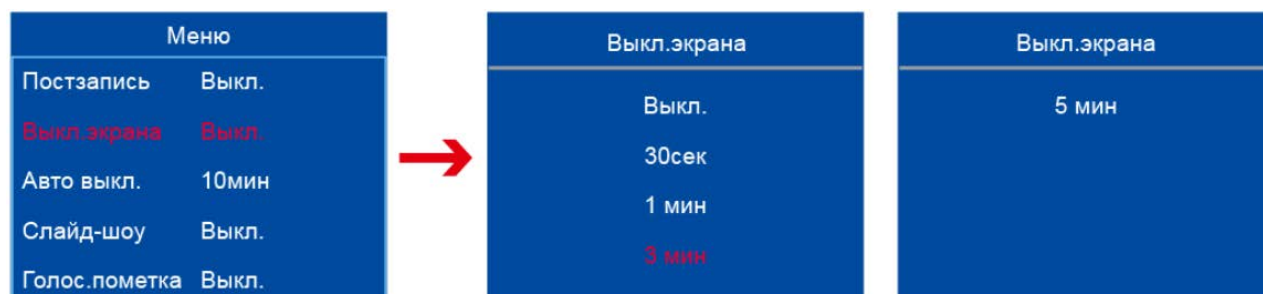 Меню
Постзапись Выкл.
Выкл.экрана Выкл.
Авто выкл. 10мин
Слайд-шоу Выкл.
Голос.пометка Выкл.
Выкл.экрана
Выкл.
30сек
1 мин
3 мин
Выкл.экрана
5 мин